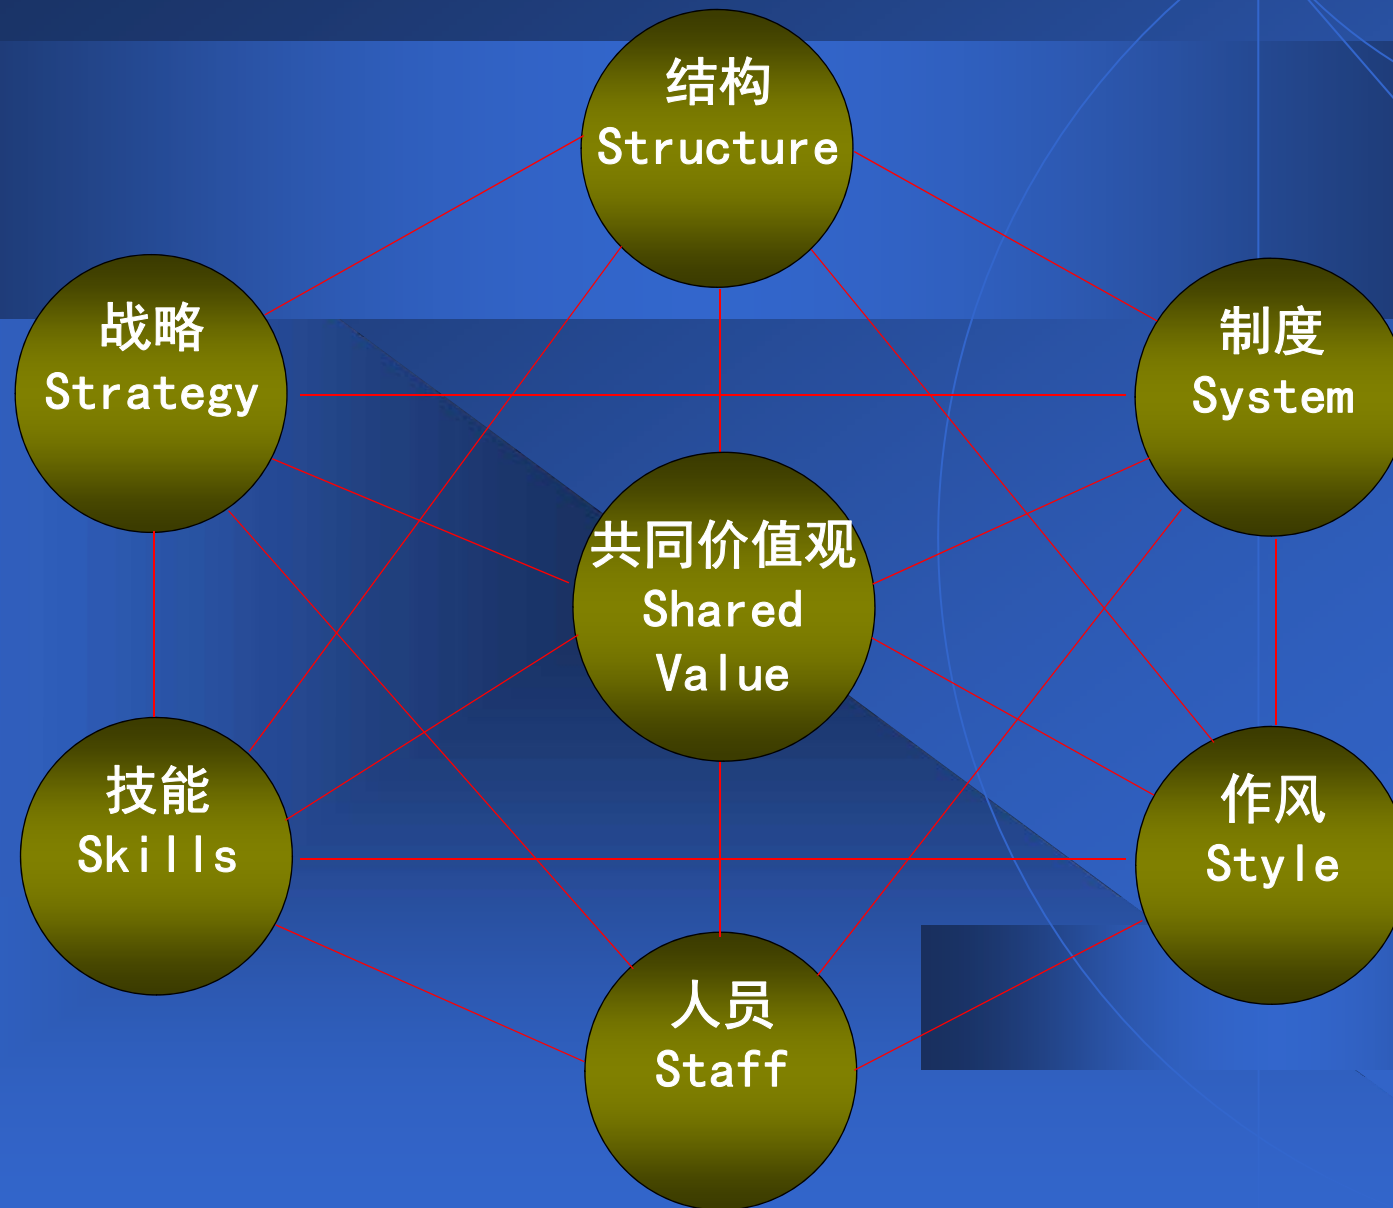 结构
Structure
战略
Strategy
制度
System
共同价值观
Shared
Value
技能
Skills
作风
Style
人员
Staff